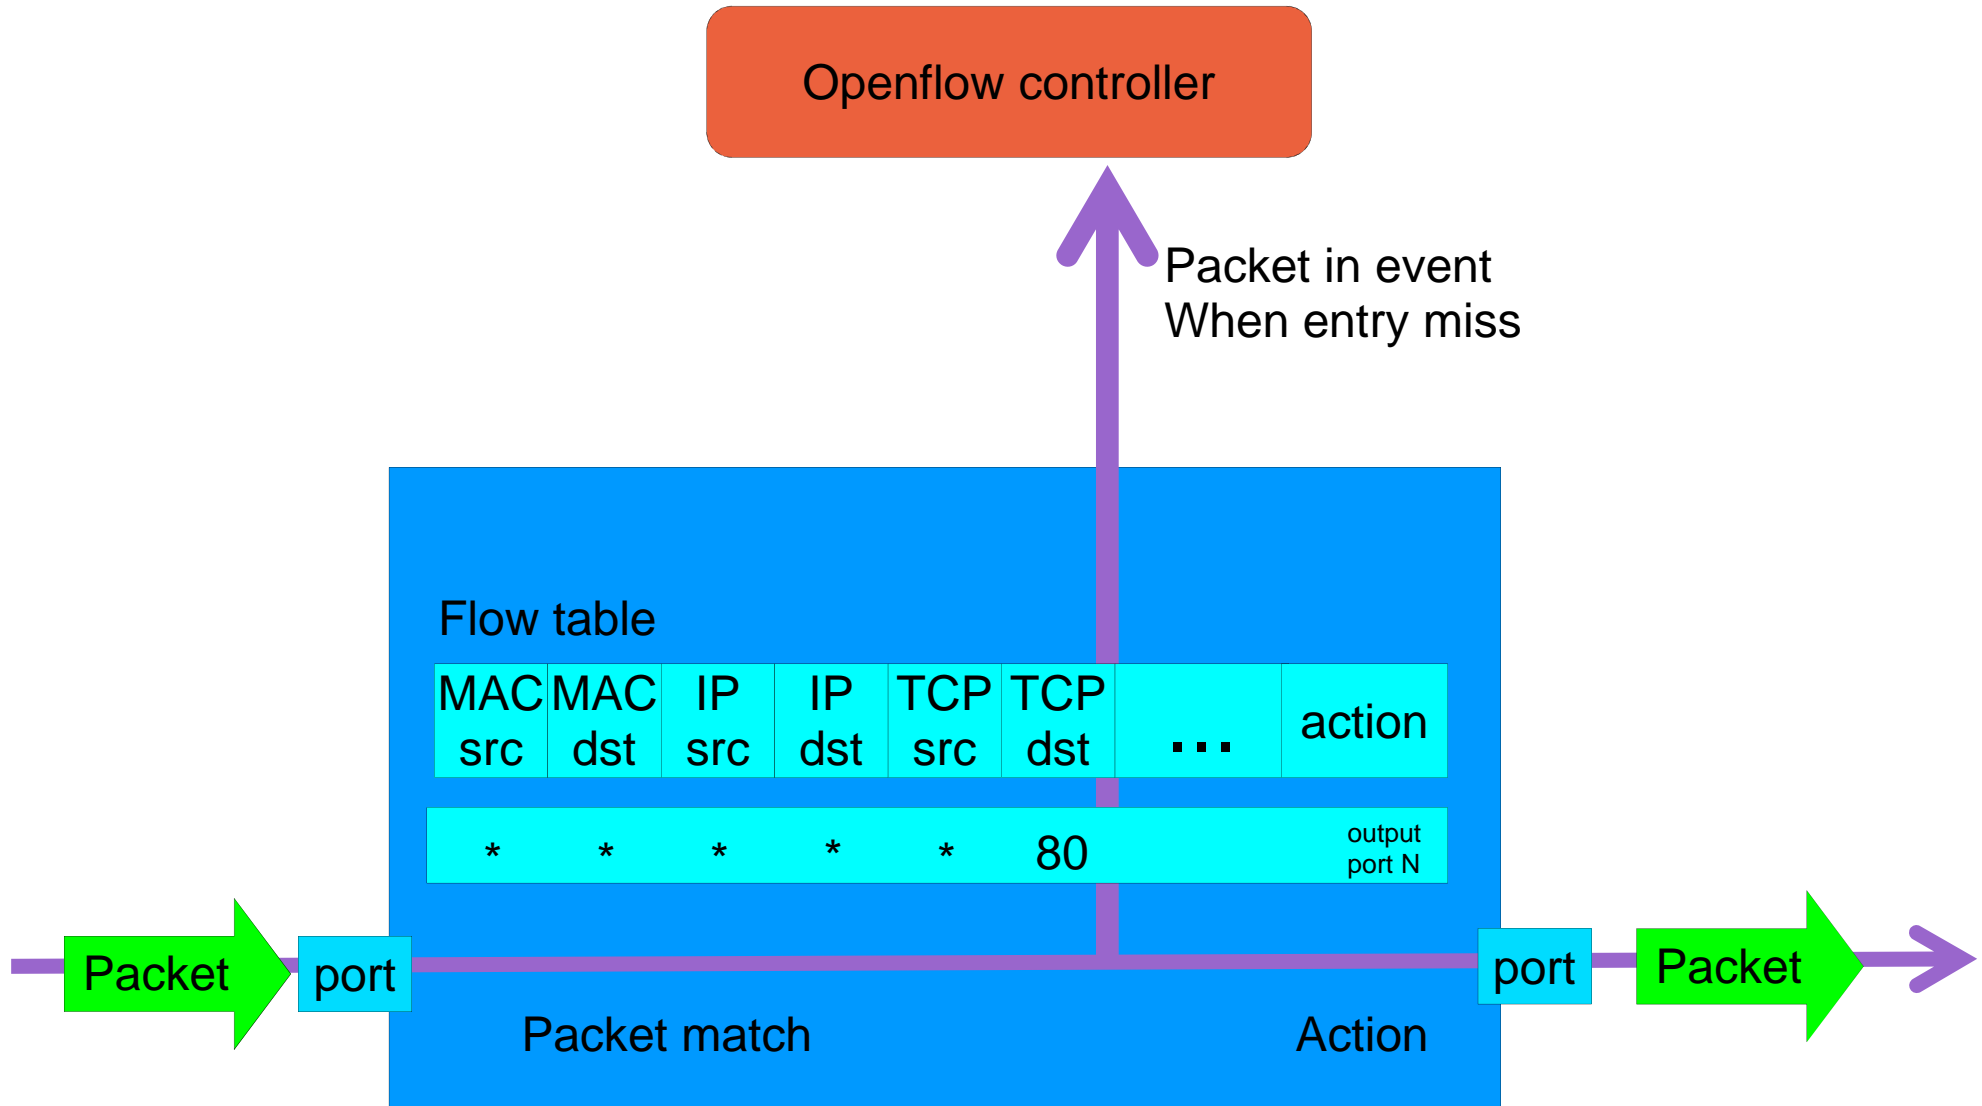 Openflow controller
Packet in event
When entry miss
Flow table
MAC MAC IP IP TCP TCP
src dst src dst src dst ... action
* * * * * 80 output
port N
Packet port port Packet
Packet match Action